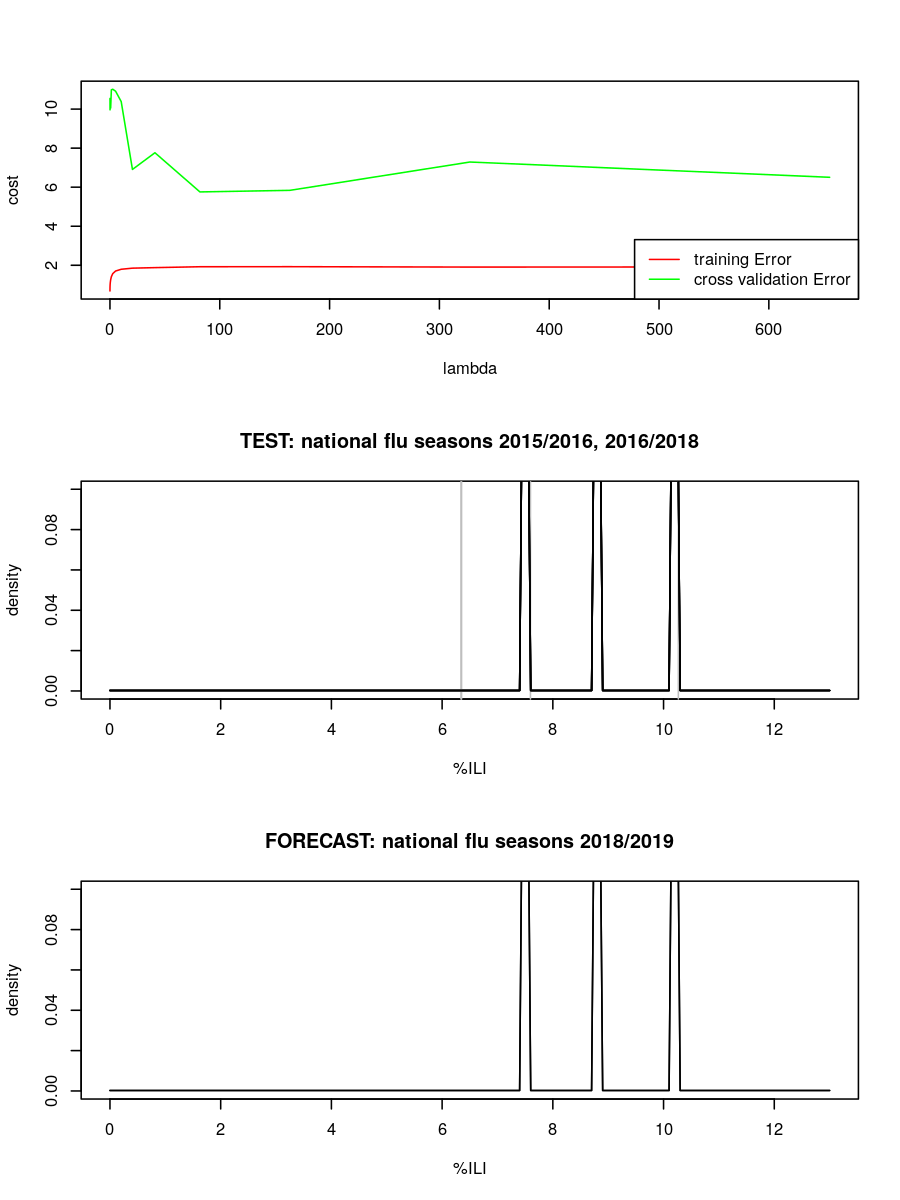 cost
10
8
6
4
2
training Error
cross validation Error
0 100 200 300 400 500 600
lambda
TEST: national flu seasons 2015/2016, 2016/2018
density
0.08
0.04
0.00
0 2 4 6 8 10 12
%ILI
FORECAST: national flu seasons 2018/2019
density
0.08
0.04
0.00
0 2 4 6 8 10 12
%ILI